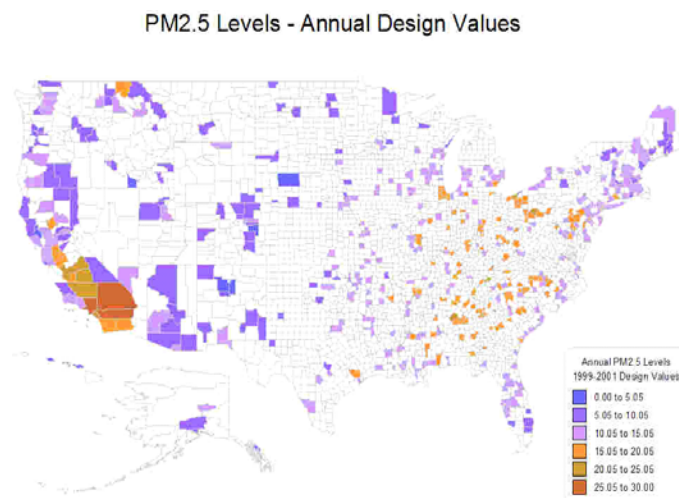 PM2.5 Levels - Annual Design Values
Annual PM2.5 Levels
1999-2001 Design Values
0.00 to 5.05
5.05 to 10.05
10.05 to 15.05
15.05 to 20.05
20.05 to 25.05
25.05 to 30.00